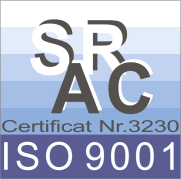 SR
AC
Certificat Nr.3230
ISO 9001